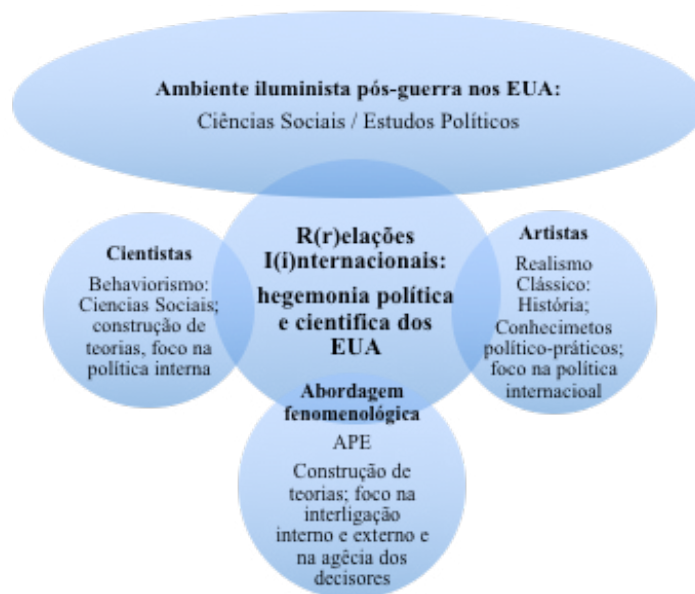 Ambiente iluminista pós-guerra nos EUA:
Ciências Sociais / Estudos Políticos
R(r)elações
I(i)nternacionais:
hegemonia política
e cientifica dos
EUA
Cientistas
Behaviorismo:
Ciencias Sociais;
construção de
teorias, foco na
política interna
Artistas
Realismo
Clássico:
História;
Conhecimetos
político-práticos;
foco na política
internacioal
Abordagem
fenomenológica
APE
Construção de
teorias; foco na
interligação
interno e externo e
na agêcia dos
decisores